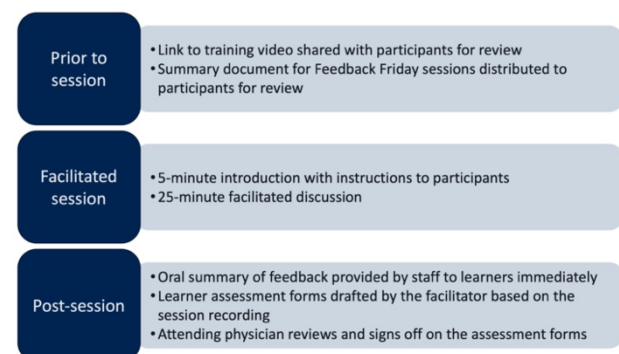 Prior to
session
• Link to training video shared with participants for review
• Summary document for Feedback Friday sessions distributed to
participants for review
Facilitated
session
• 5-minute introduction with instructions to participants
• 25-minute facilitated discussion
Post-session
• Oral summary of feedback provided by staff to learners immediately
• Learner assessment forms drafted by the facilitator based on the
session recording
• Attending physician reviews and signs off on the assessment forms